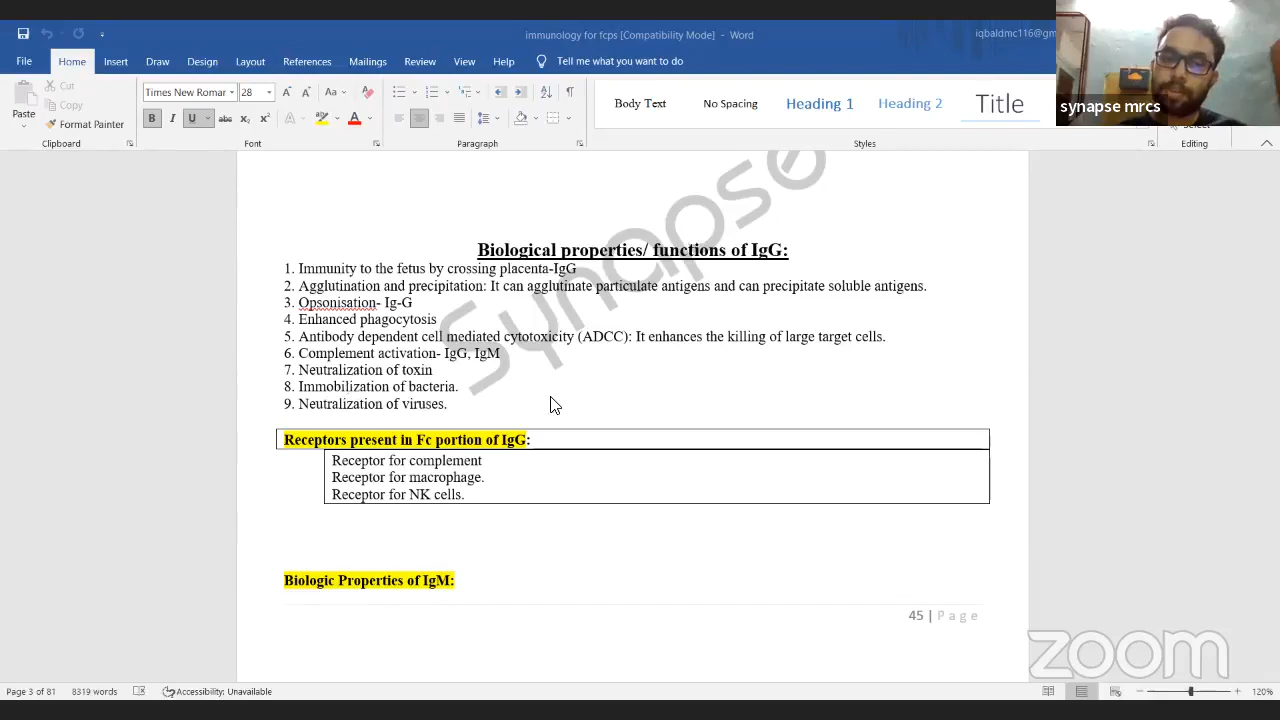 immunology for fcps [Compatibility Mode] - Word
iqbaldmc116@gm
File Home Insert Draw Design Layout References Mailings Review View Help Tell me what you want to do
Paste
Cut
Copy
Format Painter
Times New Romar 28
Body Text No Spacing Heading 1 Heading 2 Title
synapse mrcs
Clipboard Font Paragraph Styles Editing
Synapse
Biological properties/ functions of IgG:
1. Immunity to the fetus by crossing placenta-IgG
2. Agglutination and precipitation: It can agglutinate particulate antigens and can precipitate soluble antigens.
3. Opsonisation- Ig-G
4. Enhanced phagocytosis
5. Antibody dependent cell mediated cytotoxicity (ADCC): It enhances the killing of large target cells.
6. Complement activation- IgG, IgM
7. Neutralization of toxin
8. Immobilization of bacteria.
9. Neutralization of viruses.
Receptors present in Fc portion of IgG:
Receptor for complement
Receptor for macrophage.
Receptor for NK cells.
Biologic Properties of IgM:
45 | Page
zoom
Page 3 of 81 8319 words Accessibility: Unavailable 120%